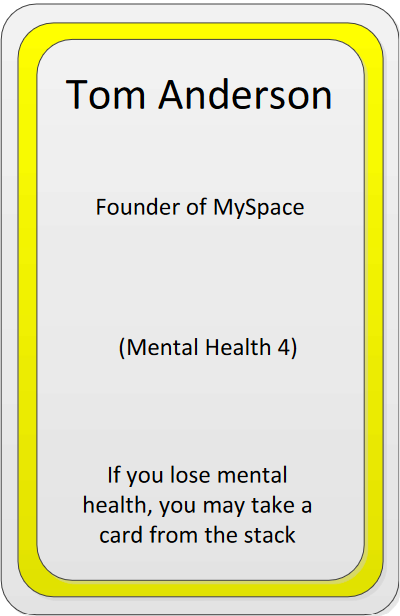 Tom Anderson
Founder of MySpace
(Mental Health 4)
If you lose mental
health, you may take a
card from the stack